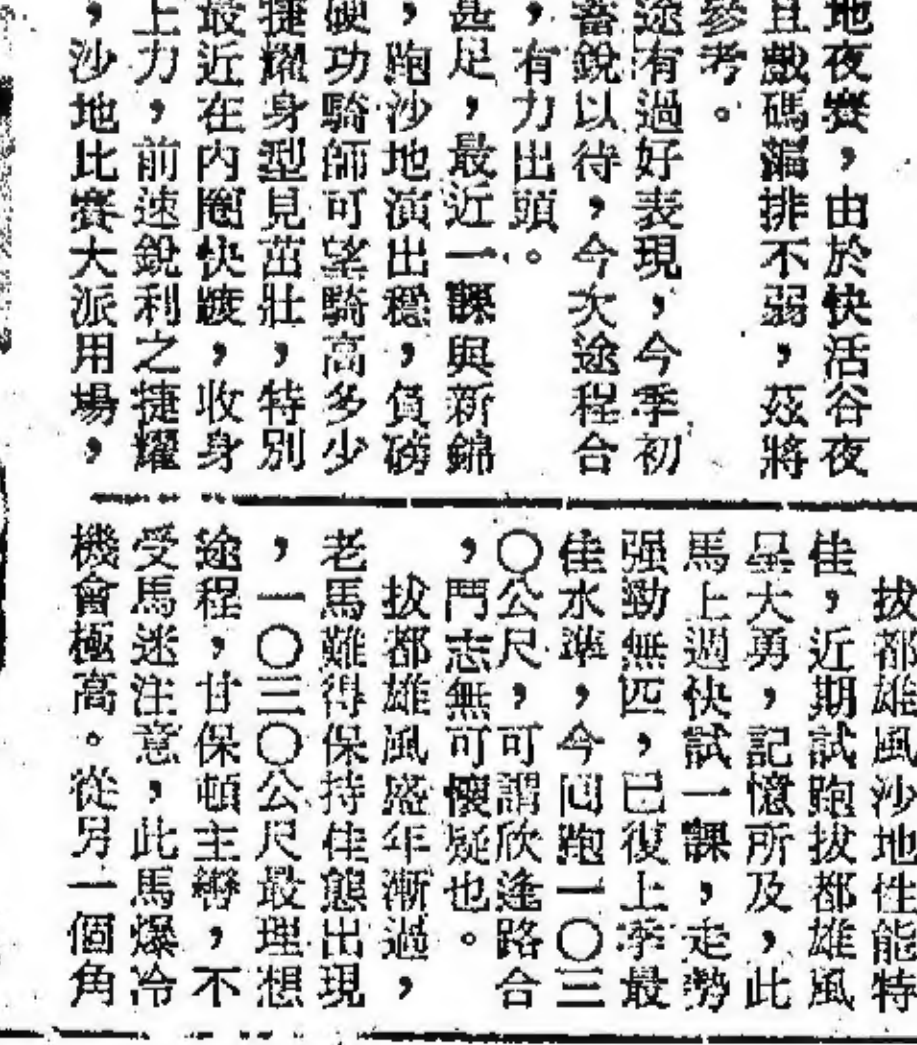 地夜賽，由於快活谷夜
且戲碼編排不弱，茲將
參考。
途有過好表現，今季初
蓄銳以待，今次途程合
，有力出頭。
甚足，最近一課與新錦
，跑沙地演出穩，負磅
硬功騎師可望騎高多少
捷耀身型見茁壯，特別
最近在內圈快踱，收身
上力，前速銳利之捷耀
，沙地比賽大派用場，
拔都雄風沙地性能特
佳，近期試跑拔都雄風
呈大勇，記憶所及，此
馬上週快試一課，走勢
强勁無匹，已復上季最
佳水準，今回跑一〇三
〇公尺，可謂欣逢路合
，鬥志無可懷疑也。
拔都雄風盛年漸過，
老馬難得保持佳態出現
，一〇三〇公尺最理想
途程，甘保頓主轡，不
受馬迷注意，此馬爆冷
機會極高。從另一個角